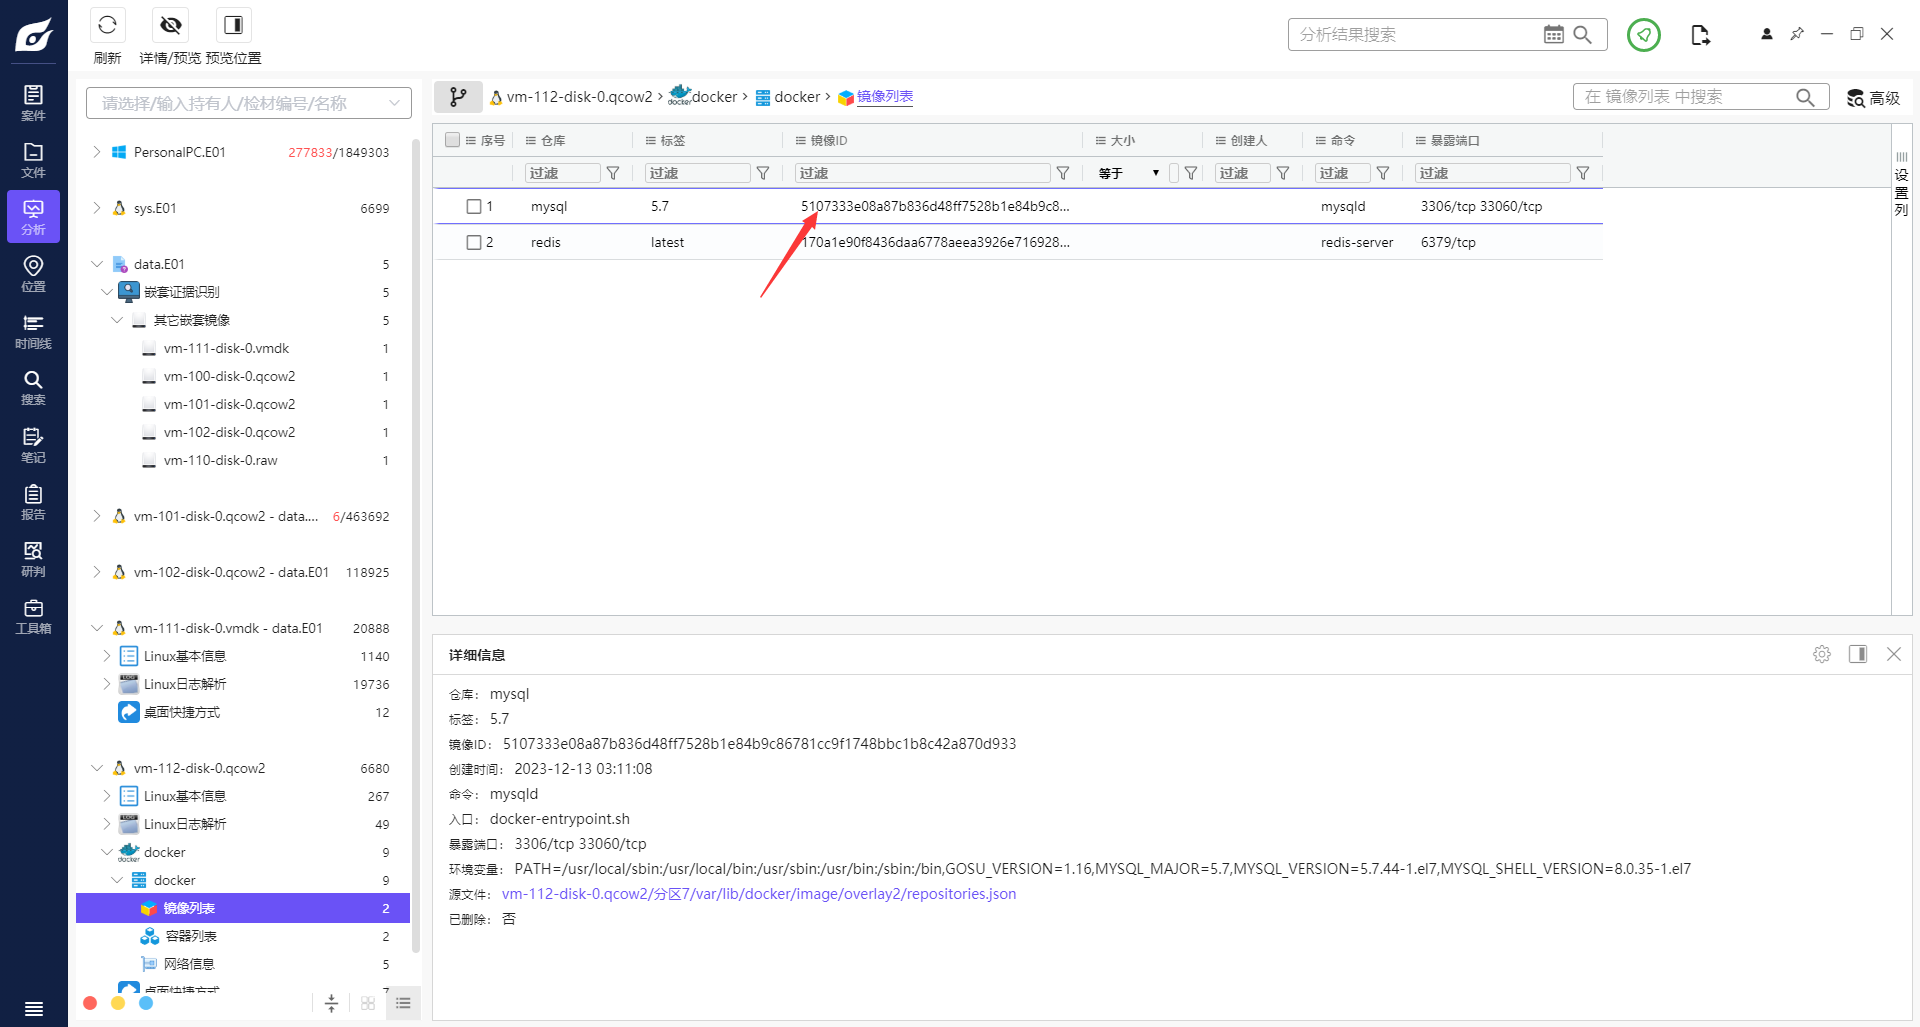 刷新
详情/预览
预览位置
分析结果搜索
案件
文件
分析
位置
时间线
搜索
笔记
报告
研判
工具箱
请选择/输入持有人/检材编号/名称
PersonalPC.E01 277833/1849303
sys.E01 6699
data.E01 5
嵌套证据识别 5
其它嵌套镜像 5
vm-111-disk-0.vmdk 1
vm-100-disk-0.qcow2 1
vm-101-disk-0.qcow2 1
vm-102-disk-0.qcow2 1
vm-110-disk-0.raw 1
vm-101-disk-0.qcow2 - data.... 6/463692
vm-102-disk-0.qcow2 - data.E01 118925
vm-111-disk-0.vmdk - data.E01 20888
Linux基本信息 1140
Linux日志解析 19736
桌面快捷方式 12
vm-112-disk-0.qcow2 6680
Linux基本信息 267
Linux日志解析 49
docker 9
docker 9
镜像列表 2
容器列表 2
网络信息 5
桌面快捷方式 7
vm-112-disk-0.qcow2 > docker > docker > 镜像列表
在 镜像列表 中搜索
高级
序号 仓库 标签 镜像ID 大小 创建人 命令 暴露端口
过滤 过滤 过滤 等于 过滤 过滤 过滤
1 mysql 5.7 5107333e08a87b836d48ff7528b1e84b9c8... mysqld 3306/tcp 33060/tcp
2 redis latest 170a1e90f8436daa6778aeea3926e716928... redis-server 6379/tcp
设置列
详细信息
仓库: mysql
标签: 5.7
镜像ID: 5107333e08a87b836d48ff7528b1e84b9c86781cc9f1748bbc1b8c42a870d933
创建时间: 2023-12-13 03:11:08
命令: mysqld
入口: docker-entrypoint.sh
暴露端口: 3306/tcp 33060/tcp
环境变量: PATH=/usr/local/sbin:/usr/local/bin:/usr/sbin:/usr/bin:/sbin:/bin,GOSU_VERSION=1.16,MYSQL_MAJOR=5.7,MYSQL_VERSION=5.7.44-1.el7,MYSQL_SHELL_VERSION=8.0.35-1.el7
源文件: vm-112-disk-0.qcow2/分区7/var/lib/docker/image/overlay2/repositories.json
已删除: 否